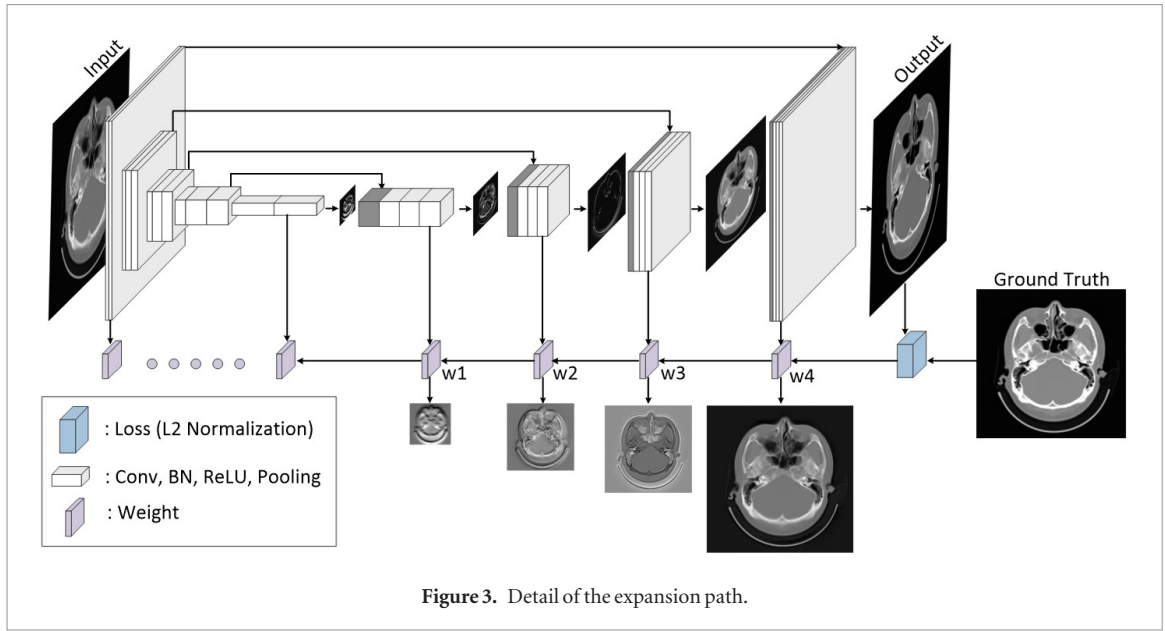 Input
Output
Ground Truth
w1
w2
w3
w4
: Loss (L2 Normalization)
: Conv, BN, ReLU, Pooling
: Weight
Figure 3. Detail of the expansion path.